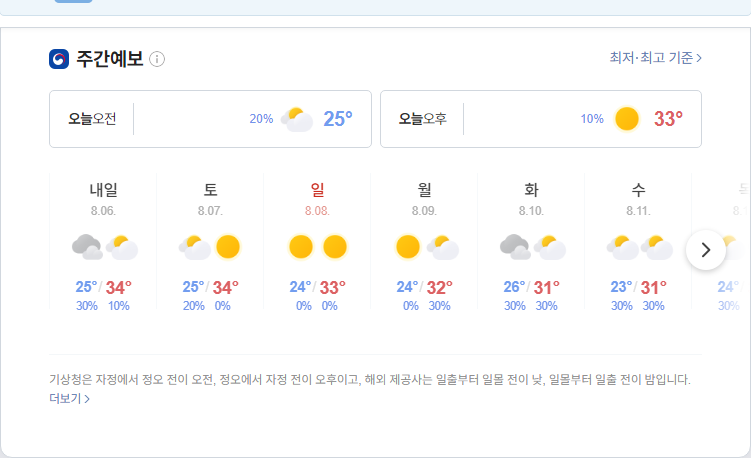 주간예보
최저·최고 기준 >
오늘오전 20% 25°
오늘오후 10% 33°
내일 토 일 월 화 수
8.06. 8.07. 8.08. 8.09. 8.10. 8.11.
25°/34° 25°/34° 24°/33° 24°/32° 26°/31° 23°/31° 24°
30% 10% 20% 0% 0% 0% 0% 30% 30% 30% 30% 30% 30%
기상청은 자정에서 정오 전이 오전, 정오에서 자정 전이 오후이고, 해외 제공사는 일출부터 일몰 전이 낮, 일몰부터 일출 전이 밤입니다.
더보기 >